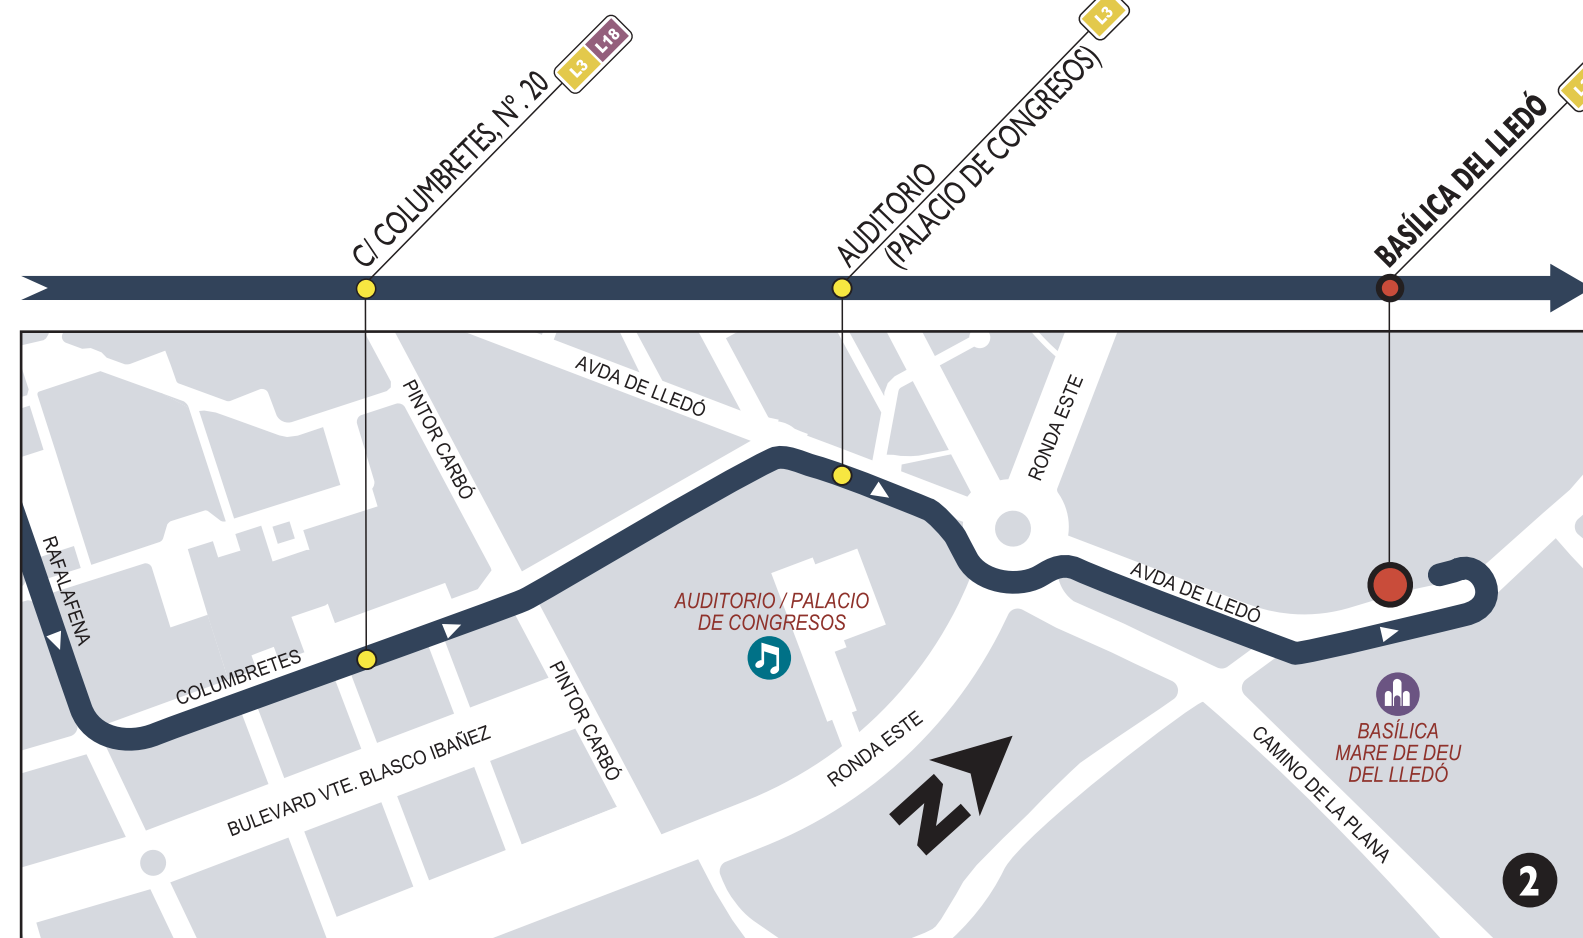 L3 L18
C/ COLUMBRETES, Nº. 20
L3
AUDITORIO
(PALACIO DE CONGRESOS)
BASÍLICA DEL LLEDÓ
AVDA DE LLEDÓ
PINTOR CARBÓ
RONDA ESTE
RAFALAFENA
COLUMBRETES
AUDITORIO / PALACIO
DE CONGRESOS
AVDA DE LLEDÓ
PINTOR CARBÓ
BULEVARD VTE. BLASCO IBAÑEZ
RONDA ESTE
N
BASÍLICA
MARE DE DEU
DEL LLEDÓ
CAMINO DE LA PLANA
2